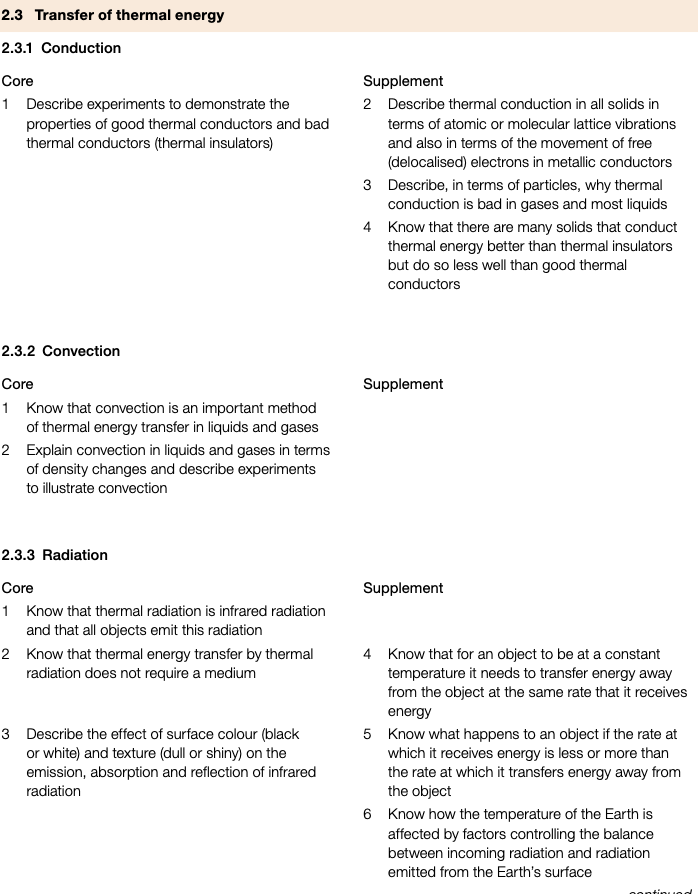 2.3 Transfer of thermal energy
2.3.1 Conduction
Core
1 Describe experiments to demonstrate the
properties of good thermal conductors and bad
thermal conductors (thermal insulators)
Supplement
2 Describe thermal conduction in all solids in
terms of atomic or molecular lattice vibrations
and also in terms of the movement of free
(delocalised) electrons in metallic conductors
3 Describe, in terms of particles, why thermal
conduction is bad in gases and most liquids
4 Know that there are many solids that conduct
thermal energy better than thermal insulators
but do so less well than good thermal
conductors
2.3.2 Convection
Core
1 Know that convection is an important method
of thermal energy transfer in liquids and gases
2 Explain convection in liquids and gases in terms
of density changes and describe experiments
to illustrate convection
Supplement
2.3.3 Radiation
Core
1 Know that thermal radiation is infrared radiation
and that all objects emit this radiation
2 Know that thermal energy transfer by thermal
radiation does not require a medium
3 Describe the effect of surface colour (black
or white) and texture (dull or shiny) on the
emission, absorption and reflection of infrared
radiation
Supplement
4 Know that for an object to be at a constant
temperature it needs to transfer energy away
from the object at the same rate that it receives
energy
5 Know what happens to an object if the rate at
which it receives energy is less or more than
the rate at which it transfers energy away from
the object
6 Know how the temperature of the Earth is
affected by factors controlling the balance
between incoming radiation and radiation
emitted from the Earth's surface
continued